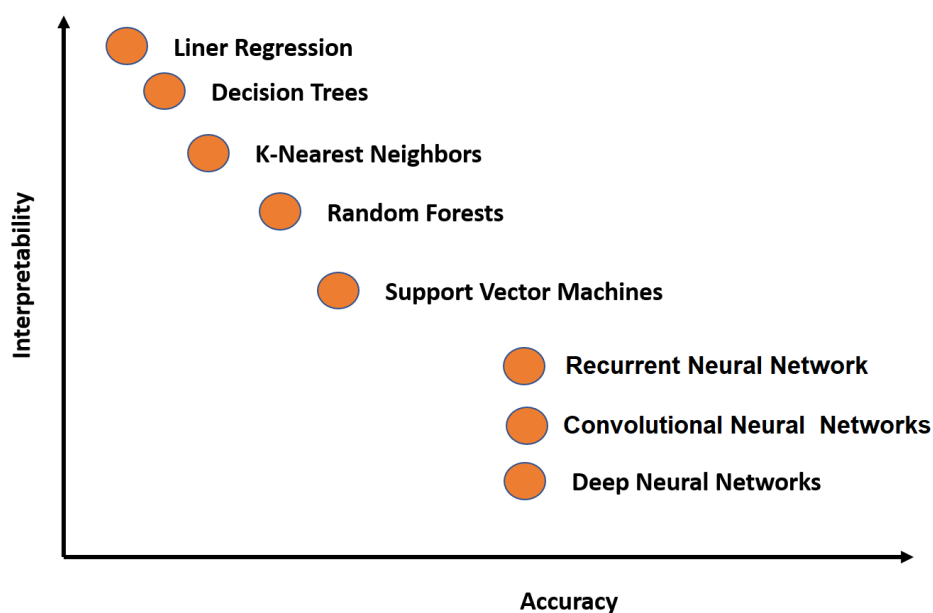 Liner Regression
Decision Trees
K-Nearest Neighbors
Random Forests
Support Vector Machines
Recurrent Neural Network
Convolutional Neural  Networks
Deep Neural Networks
Interpretability
Accuracy